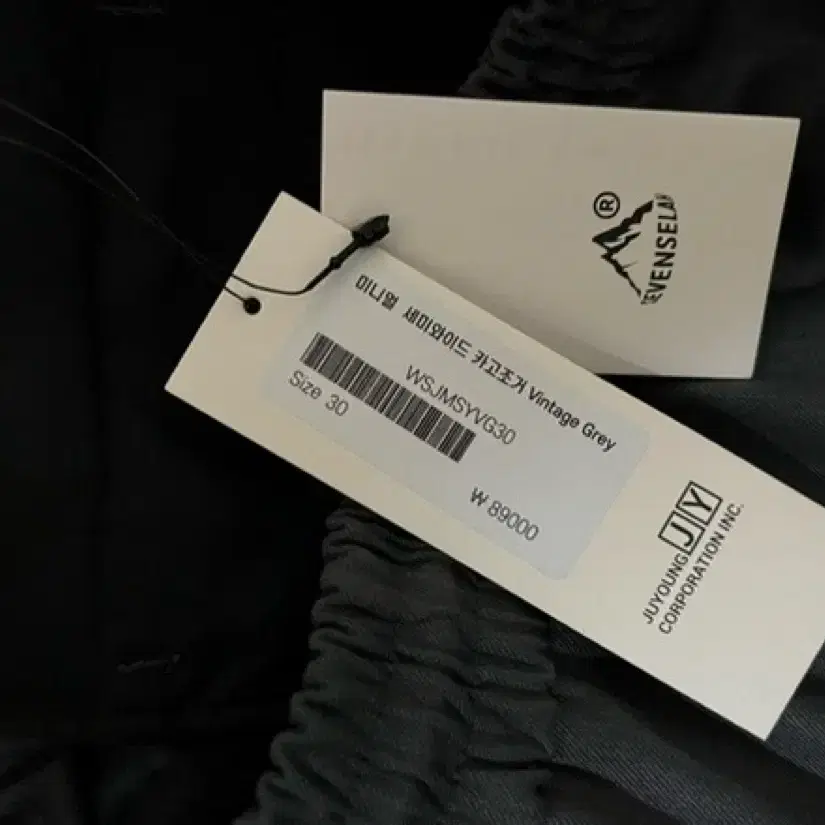 ®
SEVENSELAH
미니멀 세미와이드 카고조거 Vintage Grey
WSJMSYVG30
Size 30
₩ 89000
JY
JUYOUNG
CORPORATION INC.